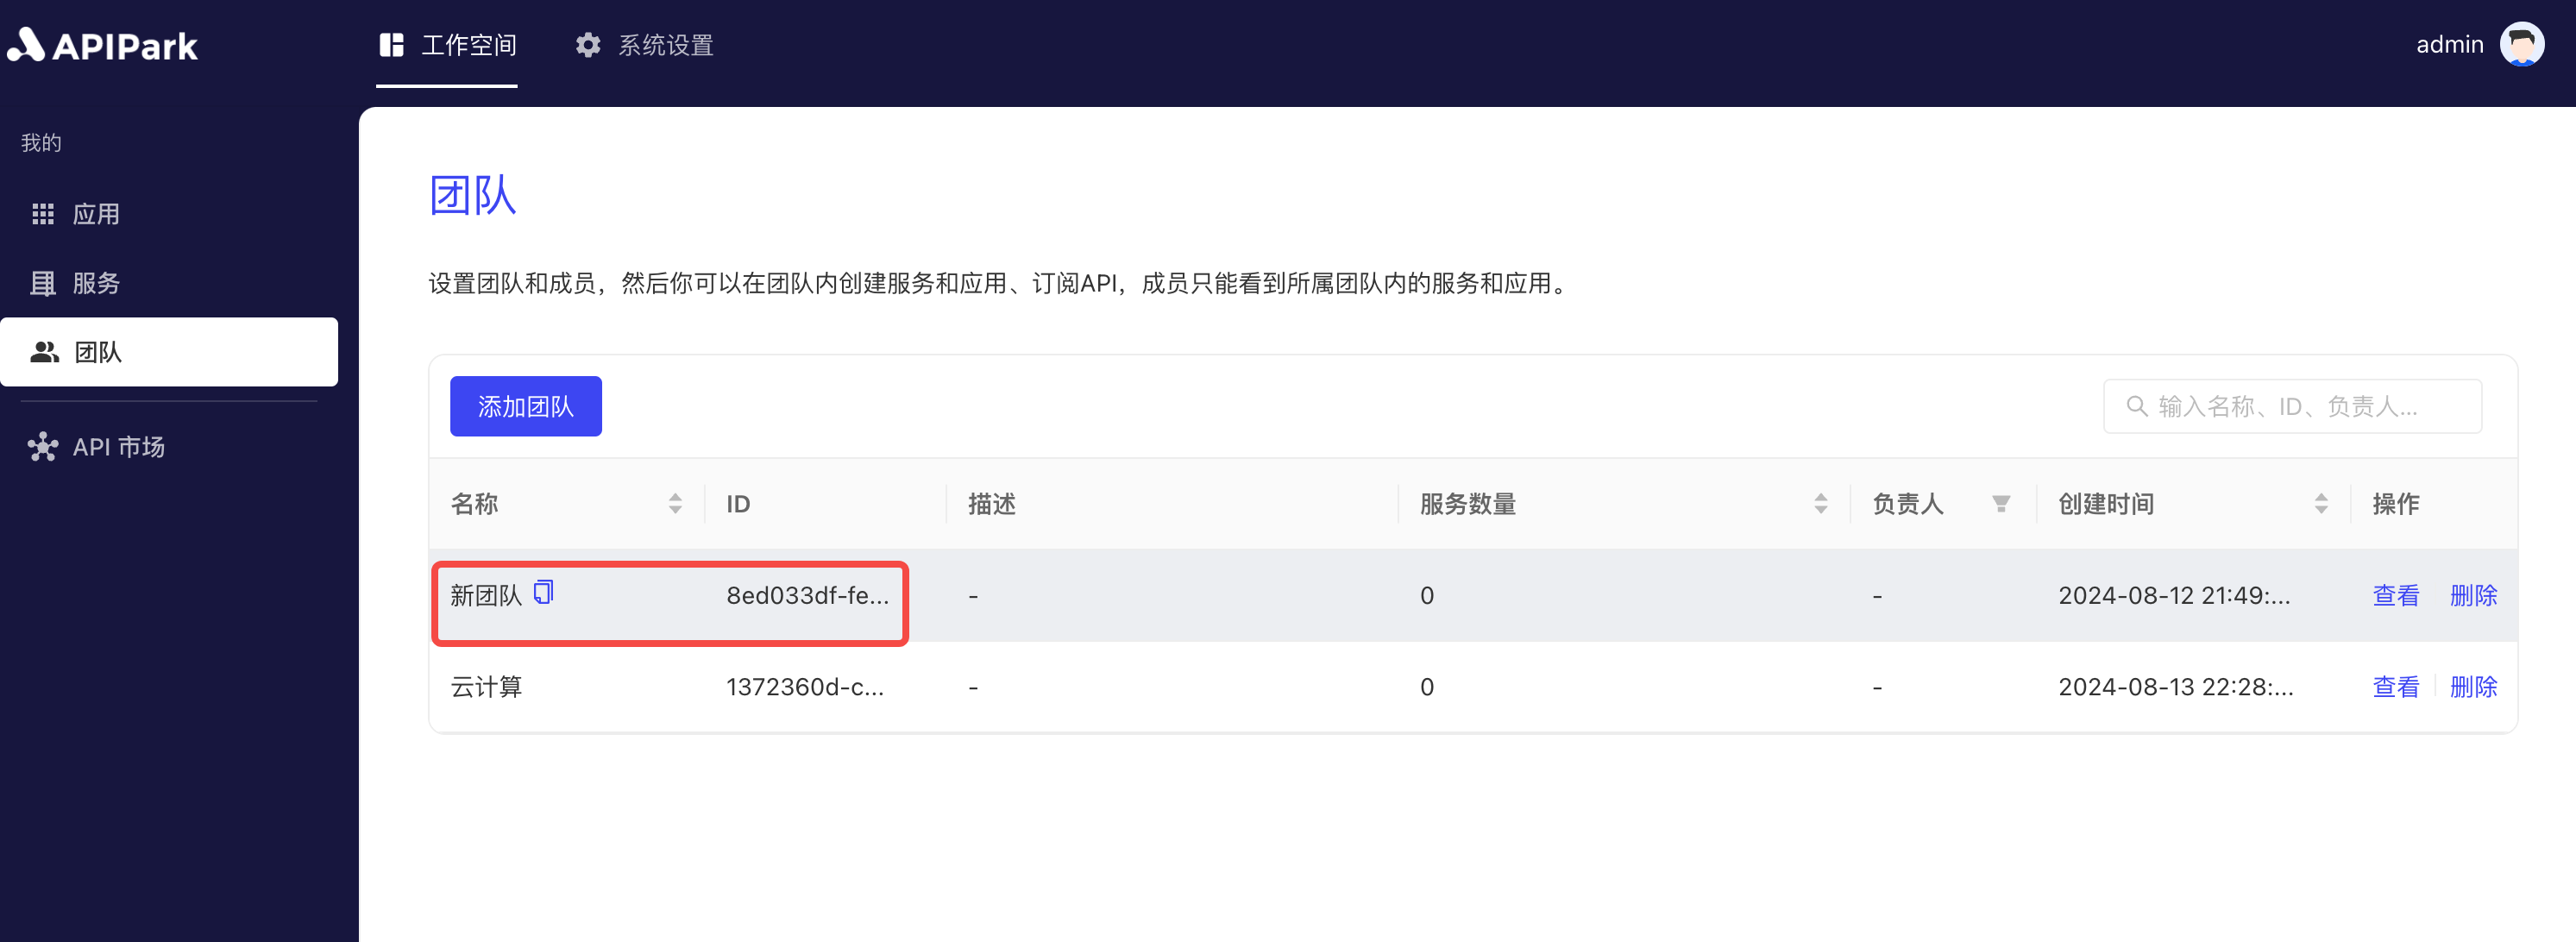 APIPark
工作空间
系统设置
admin
我的
应用
服务
团队
API 市场
团队
设置团队和成员，然后你可以在团队内创建服务和应用、订阅API，成员只能看到所属团队内的服务和应用。
添加团队
输入名称、ID、负责人...
名称 ID 描述 服务数量 负责人 创建时间 操作
新团队 8ed033df-fe... - 0 - 2024-08-12 21:49:... 查看 删除
云计算 1372360d-c... - 0 - 2024-08-13 22:28:... 查看 删除